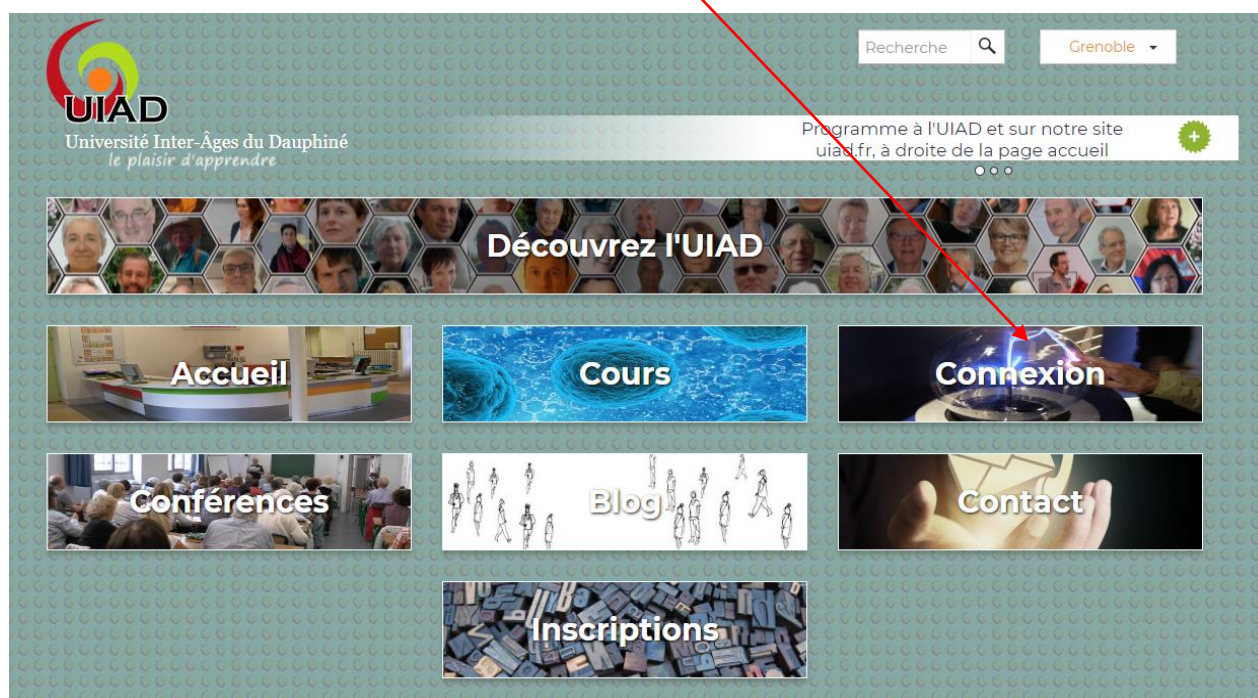 Recherche
Grenoble
UIAD
Université Inter-Âges du Dauphiné
le plaisir d'apprendre
Programme à l'UIAD et sur notre site
uiad.fr, à droite de la page accueil
+
Découvrez l'UIAD
Accueil
Cours
Connexion
Conférences
Blog
Contact
Inscriptions